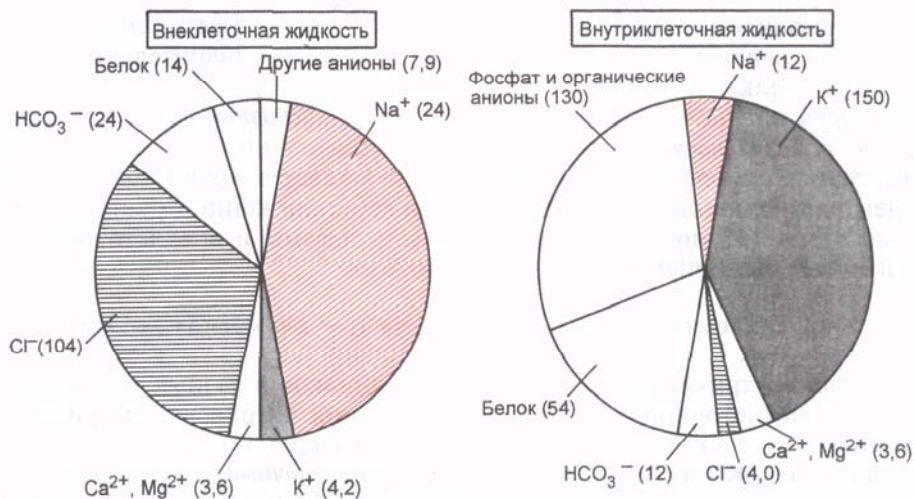 Внеклеточная жидкость
Белок (14)
Другие анионы (7,9)
HCO₃⁻ (24)
Na⁺ (24)
Cl⁻(104)
Ca²⁺, Mg²⁺ (3,6)
K⁺ (4,2)
Внутриклеточная жидкость
Фосфат и органические
анионы (130)
Na⁺
(12)
K⁺ (150)
Белок (54)
HCO₃⁻ (12)
Cl⁻(4,0)
Ca²⁺, Mg²⁺ (3,6)